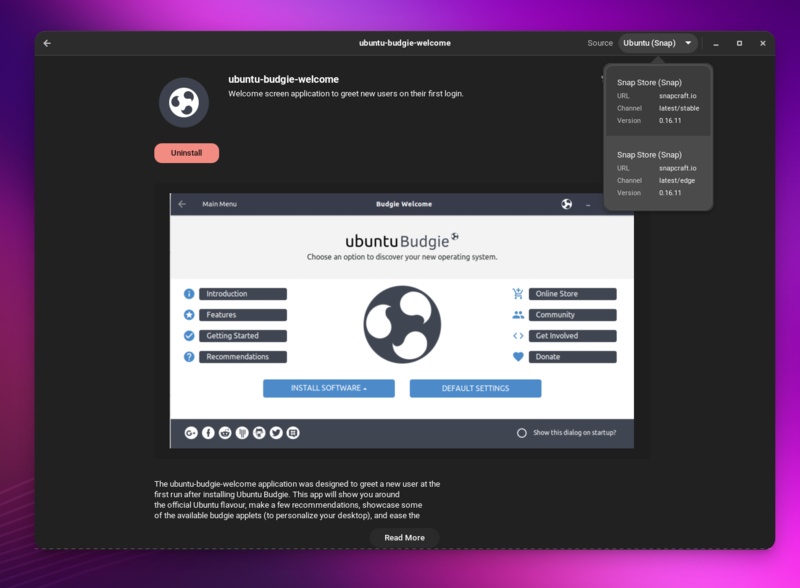 ubuntu-budgie-welcome
Source
Ubuntu (Snap)
ubuntu-budgie-welcome
Welcome screen application to greet new users on their first login.
Uninstall
Snap Store (Snap)
URL snapcraft.io
Channel latest/stable
Version 0.16.11
Snap Store (Snap)
URL snapcraft.io
Channel latest/edge
Version 0.16.11
Main Menu
Budgie Welcome
ubuntu Budgie
Choose an option to discover your new operating system.
Introduction
Features
Getting Started
Recommendations
Online Store
Community
Get Involved
Donate
INSTALL SOFTWARE
DEFAULT SETTINGS
Show this dialog on startup?
The ubuntu-budgie-welcome application was designed to greet a new user at the
first run after installing Ubuntu Budgie. This app will show you around
the official Ubuntu flavour, make a few recommendations, showcase some
of the available budgie applets (to personalize your desktop), and ease the
Read More